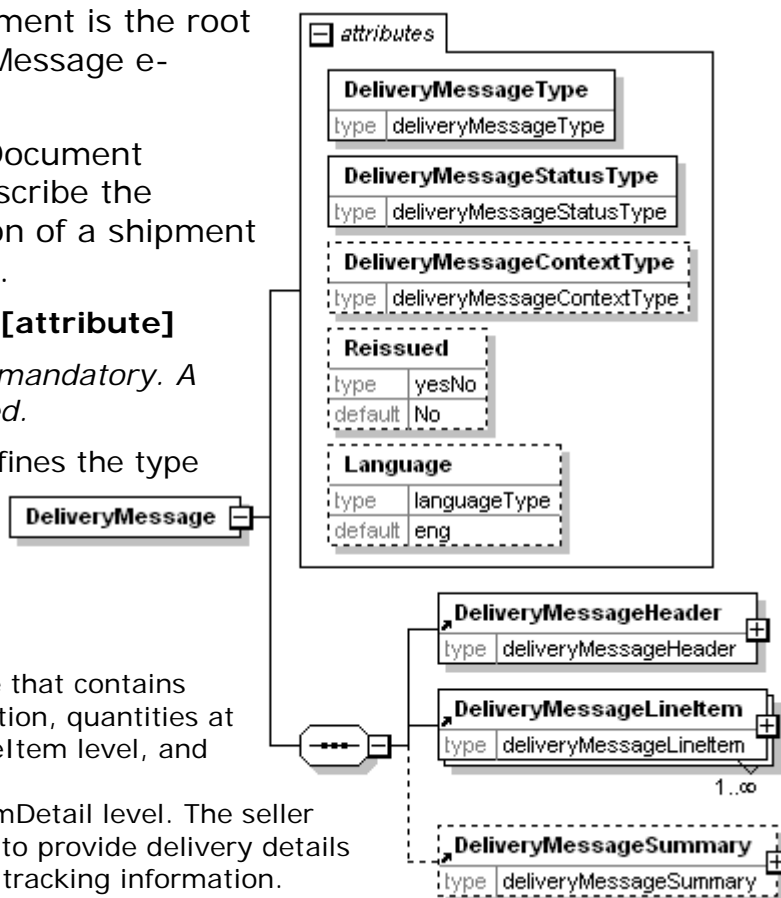 ment is the root
Message e-
Document
scribe the
on of a shipment
.
[attribute]
mandatory. A
ed.
fines the type
DeliveryMessage
e that contains
tion, quantities at
eItem level, and
mDetail level. The seller
to provide delivery details
tracking information.
attributes
DeliveryMessageType
type deliveryMessageType
DeliveryMessageStatusType
type deliveryMessageStatusType
DeliveryMessageContextType
type deliveryMessageContextType
Reissued
type yesNo
default No
Language
type languageType
default eng
DeliveryMessageHeader
type deliveryMessageHeader
DeliveryMessageLineItem
type deliveryMessageLineItem
1..∞
DeliveryMessageSummary
type deliveryMessageSummary